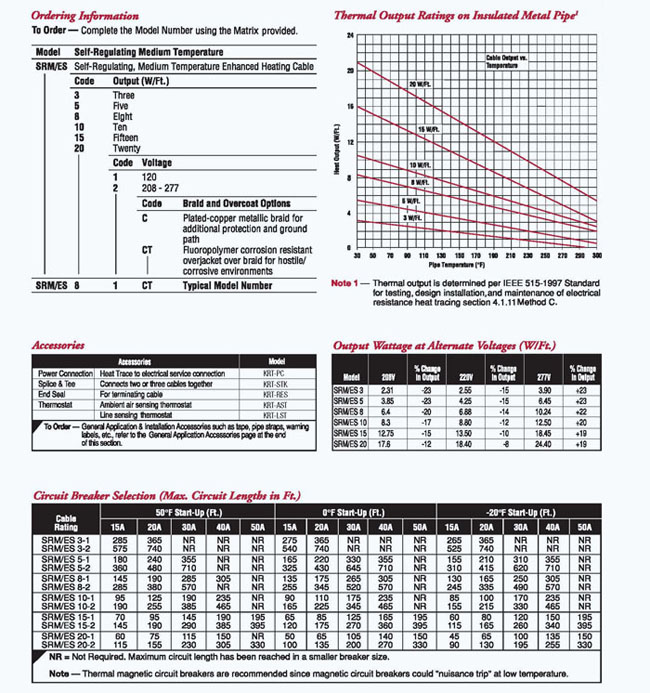 Ordering Information
To Order — Complete the Model Number using the Matrix provided.
Model Self-Regulating Medium Temperature
SRM/ES Self-Regulating, Medium Temperature Enhanced Heating Cable
Code Output (W/Ft.)
3 Three
5 Five
8 Eight
10 Ten
15 Fifteen
20 Twenty
Code Voltage
1 120
2 208 - 277
Code Braid and Overcoat Options
C Plated-copper metallic braid for
additional protection and ground
path
CT Fluoropolymer corrosion resistant
overjacket over braid for hostile/
corrosive environments
SRM/ES 8 1 CT Typical Model Number
Thermal Output Ratings on Insulated Metal Pipe¹
Cable Output vs.
Temperature
24
20
16
12
8
4
0
Heat Output (W/Ft.)
20 W/Ft.
15 W/Ft.
10 W/Ft.
8 W/Ft.
5 W/Ft.
3 W/Ft.
30 50 70 90 110 130 150 170 190 210 230 250 270 290 300
Pipe Temperature (°F)
Note 1 — Thermal output is determined per IEEE 515-1997 Standard
for testing, design installation, and maintenance of electrical
resistance heat tracing section 4.1.11 Method C.
Accessories
Accessories Model
Power Connection Heat Trace to electrical service connection KRT-PC
Splice & Tee Connects two or three cables together KRT-STK
End Seal For terminating cable KRT-RES
Thermostat Ambient air sensing thermostat KRT-AST
Line sensing thermostat KRT-LST
To Order — General Application & Installation Accessories such as tape, pipe straps, warning
labels, etc., refer to the General Application Accessories page at the end
of this section.
Output Wattage at Alternate Voltages (W/Ft.)
Model 208V % Change in Output 220V % Change in Output 277V % Change in Output
SRM/ES 3 2.31 -23 2.55 -15 3.90 +23
SRM/ES 5 3.85 -23 4.25 -15 6.45 +23
SRM/ES 8 6.4 -20 6.88 -14 10.24 +22
SRM/ES 10 8.3 -17 8.80 -12 12.50 +20
SRM/ES 15 12.75 -15 13.50 -10 18.45 +19
SRM/ES 20 17.6 -12 18.40 -8 24.40 +19
Circuit Breaker Selection (Max. Circuit Lengths in Ft.)
Cable Rating 50°F Start-Up (Ft.) 0°F Start-Up (Ft.) -20°F Start-Up (Ft.)
15A 20A 30A 40A 50A 15A 20A 30A 40A 50A 15A 20A 30A 40A 50A
SRM/ES 3-1 285 365 NR NR NR 275 365 NR NR NR 265 365 NR NR NR
SRM/ES 3-2 575 740 NR NR NR 540 740 NR NR NR 525 740 NR NR NR
SRM/ES 5-1 180 240 355 NR NR 165 220 330 355 NR 155 210 310 355 NR
SRM/ES 5-2 360 480 710 NR NR 325 430 645 710 NR 310 415 620 710 NR
SRM/ES 8-1 145 190 285 305 NR 135 175 265 305 NR 130 165 250 305 NR
SRM/ES 8-2 285 380 570 NR NR 255 345 520 570 NR 245 335 490 570 NR
SRM/ES 10-1 95 125 190 235 NR 90 110 175 235 NR 85 100 170 235 NR
SRM/ES 10-2 190 255 385 465 NR 165 225 345 465 NR 155 215 330 465 NR
SRM/ES 15-1 70 95 145 190 195 65 85 125 165 195 60 80 120 150 195
SRM/ES 15-2 145 190 290 385 395 120 175 270 360 395 115 165 260 340 395
SRM/ES 20-1 60 75 115 150 NR 50 65 105 140 150 45 65 100 135 150
SRM/ES 20-2 115 155 230 305 330 100 135 200 270 330 90 130 195 255 330
NR = Not Required. Maximum circuit length has been reached in a smaller breaker size.
Note — Thermal magnetic circuit breakers are recommended since magnetic circuit breakers could "nuisance trip" at low temperature.